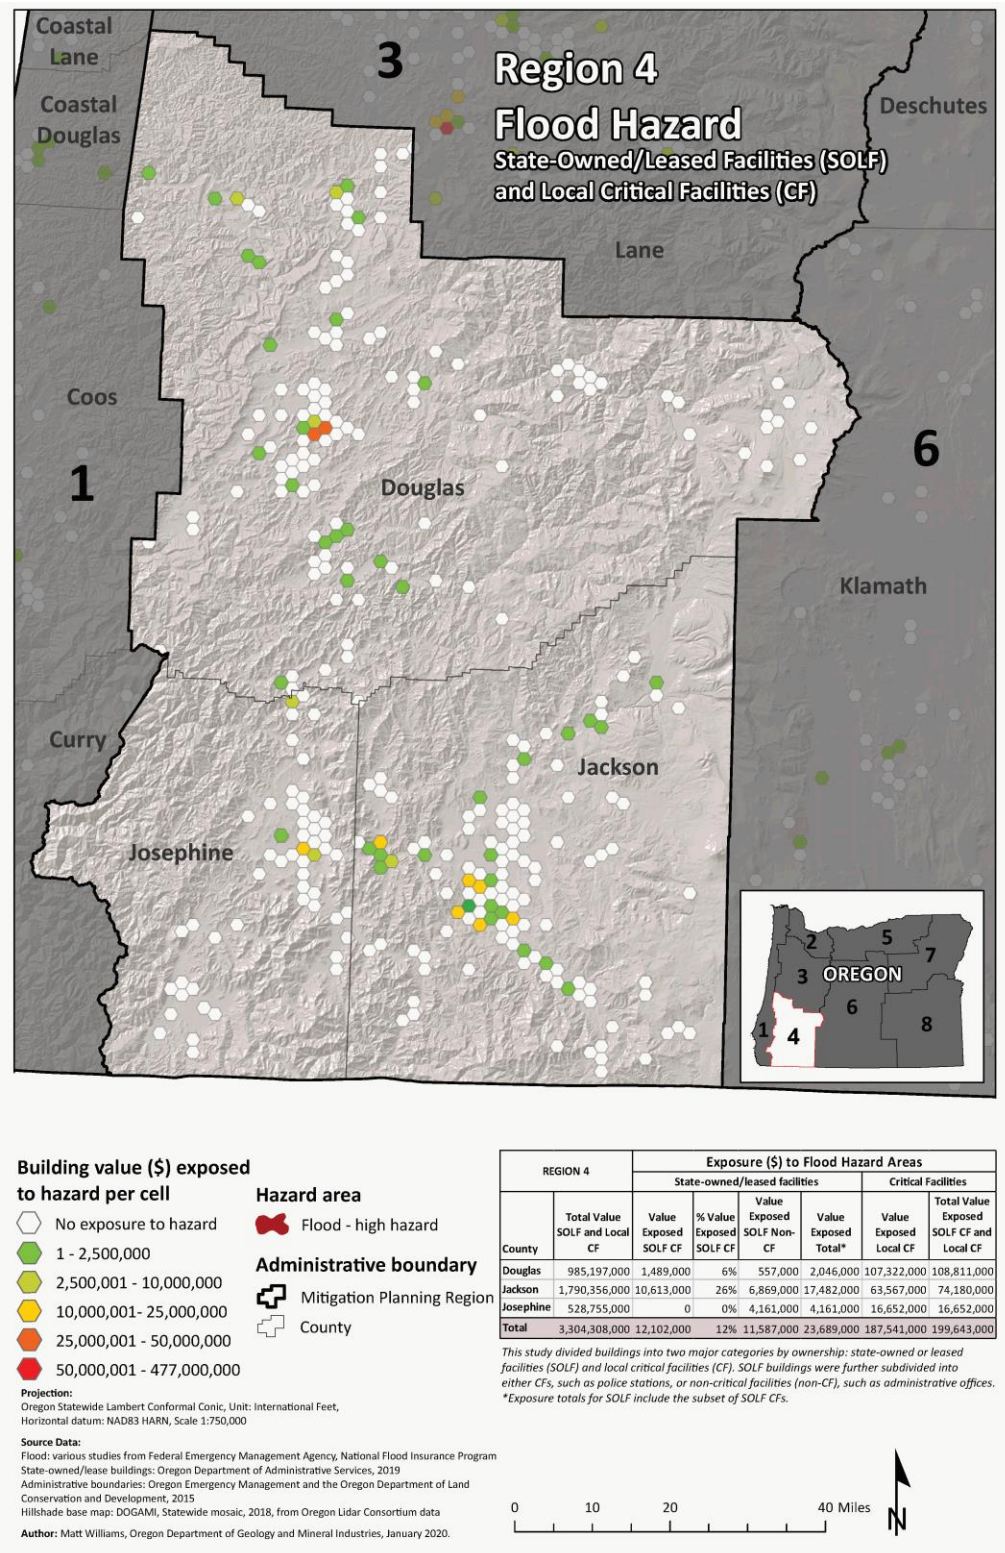 Coastal
Lane
3
Region 4
Flood Hazard
State-Owned/Leased Facilities (SOLF)
and Local Critical Facilities (CF)
Coastal
Douglas
Deschutes
Lane
Coos
1
6
Douglas
Klamath
Curry
Jackson
Josephine
2
5
7
3
OREGON
6
1
4
8
Building value ($) exposed
to hazard per cell
No exposure to hazard
1 - 2,500,000
2,500,001 - 10,000,000
10,000,001- 25,000,000
25,000,001 - 50,000,000
50,000,001 - 477,000,000
Hazard area
Flood - high hazard
Administrative boundary
Mitigation Planning Region
County
REGION 4
Exposure ($) to Flood Hazard Areas
State-owned/leased facilities
Critical Facilities
County
Total Value
SOLF and Local
CF
Value
Exposed
SOLF CF
% Value
Exposed
SOLF CF
Value
Exposed
SOLF Non-
CF
Value
Exposed
Total*
Value
Exposed
Local CF
Total Value
Exposed
SOLF CF and
Local CF
Douglas 985,197,000 1,489,000 6% 557,000 2,046,000 107,322,000 108,811,000
Jackson 1,790,356,000 10,613,000 26% 6,869,000 17,482,000 63,567,000 74,180,000
Josephine 528,755,000 0 0% 4,161,000 4,161,000 16,652,000 16,652,000
Total 3,304,308,000 12,102,000 12% 11,587,000 23,689,000 187,541,000 199,643,000
This study divided buildings into two major categories by ownership: state-owned or leased
facilities (SOLF) and local critical facilities (CF). SOLF buildings were further subdivided into
either CFs, such as police stations, or non-critical facilities (non-CF), such as administrative offices.
*Exposure totals for SOLF include the subset of SOLF CFs.
Projection:
Oregon Statewide Lambert Conformal Conic, Unit: International Feet,
Horizontal datum: NAD83 HARN, Scale 1:750,000
Source Data:
Flood: various studies from Federal Emergency Management Agency, National Flood Insurance Program
State-owned/lease buildings: Oregon Department of Administrative Services, 2019
Administrative boundaries: Oregon Emergency Management and the Oregon Department of Land
Conservation and Development, 2015
Hillshade base map: DOGAMI, Statewide mosaic, 2018, from Oregon Lidar Consortium data
Author: Matt Williams, Oregon Department of Geology and Mineral Industries, January 2020.
0 10 20 40 Miles
N